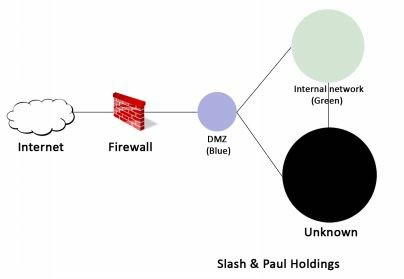 Internal network
(Green)
DMZ
(Blue)
Internet
Firewall
Unknown
Slash & Paul Holdings